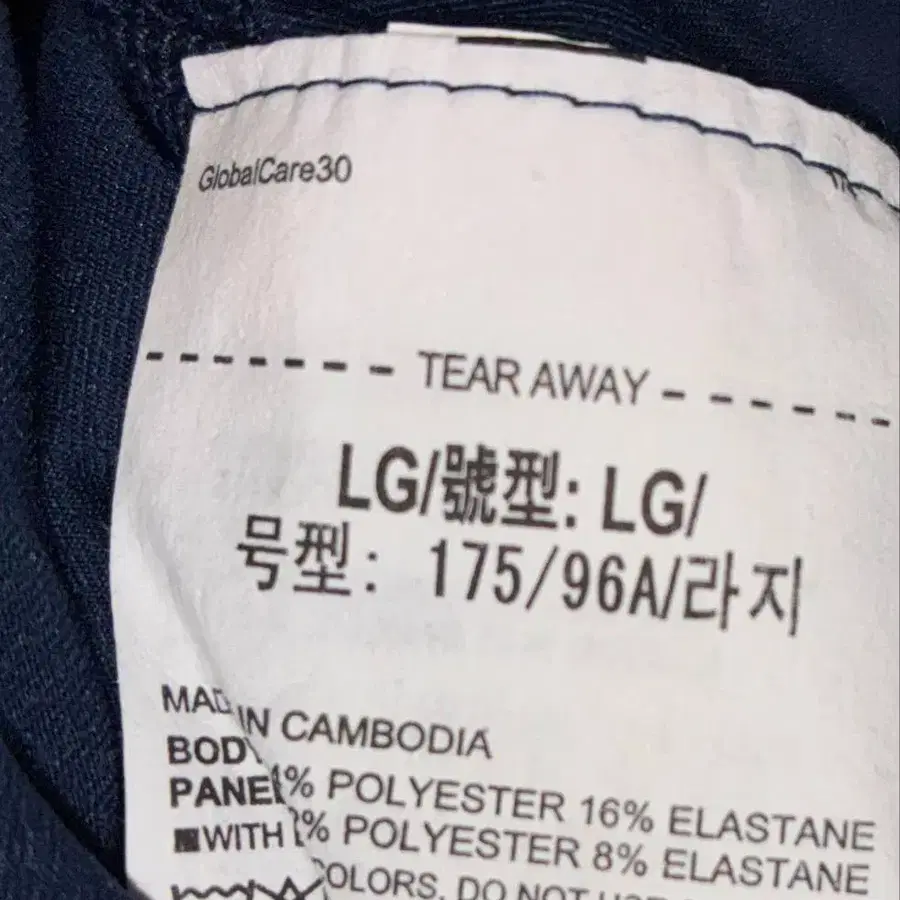 GlobalCare30
TEAR AWAY
LG/號型: LG/
号型: 175/96A/라지
IN CAMBODIA
% POLYESTER 16% ELASTANE
% POLYESTER 8% ELASTANE
WITH
COLORS, DO NOT